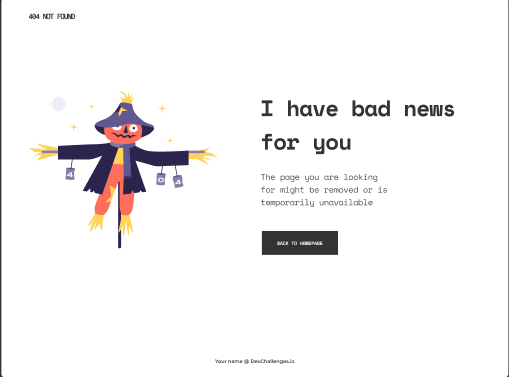 404 NOT FOUND
I have bad news
for you
The page you are looking
for might be removed or is
temporarily unavailable
4
0
4
BACK TO HOMEPAGE
Your name @ DevChallenges.io